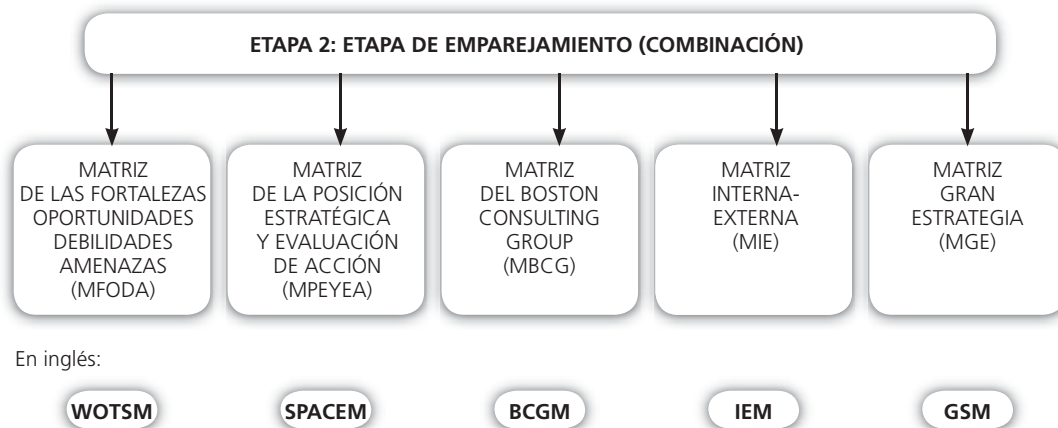 ETAPA 2: ETAPA DE EMPAREJAMIENTO (COMBINACIÓN)
MATRIZ
DE LAS FORTALEZAS
OPORTUNIDADES
DEBILIDADES
AMENAZAS
(MFODA)
MATRIZ
DE LA POSICIÓN
ESTRATÉGICA
Y EVALUACIÓN
DE ACCIÓN
(MPEYEA)
MATRIZ
DEL BOSTON
CONSULTING
GROUP
(MBCG)
MATRIZ
INTERNA-
EXTERNA
(MIE)
MATRIZ
GRAN
ESTRATEGIA
(MGE)
En inglés:
WOTSM
SPACEM
BCGM
IEM
GSM